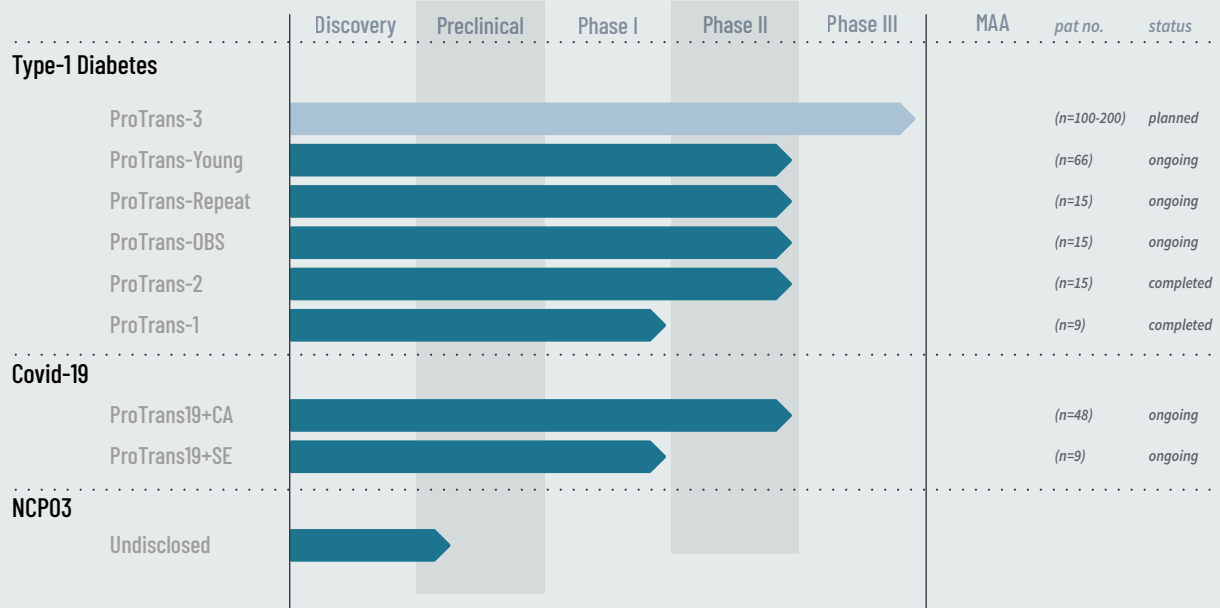 Discovery Preclinical Phase I Phase II Phase III MAA pat no. status
Type-1 Diabetes
ProTrans-3 (n=100-200) planned
ProTrans-Young (n=66) ongoing
ProTrans-Repeat (n=15) ongoing
ProTrans-OBS (n=15) ongoing
ProTrans-2 (n=15) completed
ProTrans-1 (n=9) completed
Covid-19
ProTrans19+CA (n=48) ongoing
ProTrans19+SE (n=9) ongoing
NCP03
Undisclosed